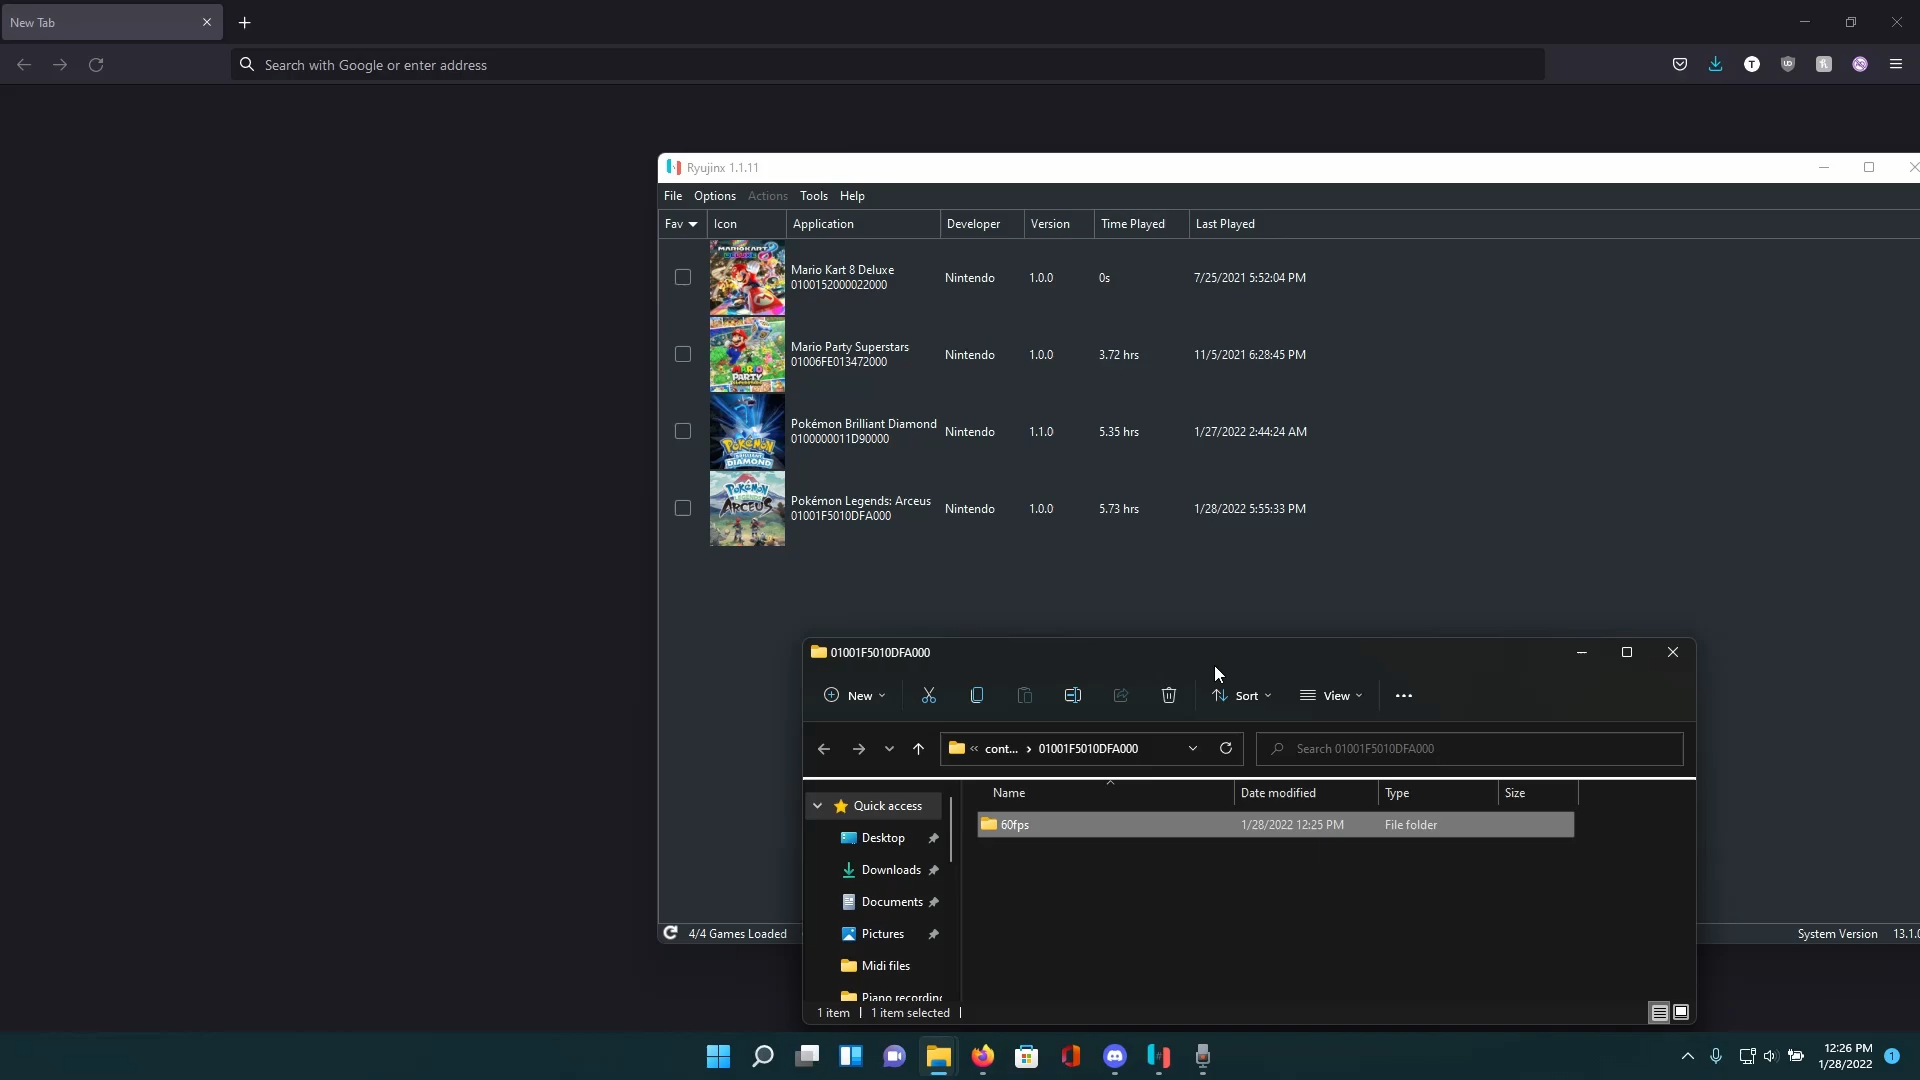 New Tab
Search with Google or enter address
Ryujinx 1.1.11
File Options Actions Tools Help
Fav Icon Application Developer Version Time Played Last Played
Mario Kart 8 Deluxe
0100152000022000
Nintendo 1.0.0 0s 7/25/2021 5:52:04 PM
Mario Party Superstars
01006FE013472000
Nintendo 1.0.0 3.72 hrs 11/5/2021 6:28:45 PM
Pokémon Brilliant Diamond
0100000011D90000
Nintendo 1.1.0 5.35 hrs 1/27/2022 2:44:24 AM
Pokémon Legends: Arceus
01001F5010DFA000
Nintendo 1.0.0 5.73 hrs 1/28/2022 5:55:33 PM
01001F5010DFA000
New Sort View
« cont... › 01001F5010DFA000 Search 01001F5010DFA000
Name Date modified Type Size
Quick access
60fps 1/28/2022 12:25 PM File folder
Desktop
Downloads
Documents
Pictures
Midi files
Piano recording
1 item 1 item selected
4/4 Games Loaded System Version 13.1.0
12:26 PM
1/28/2022
1